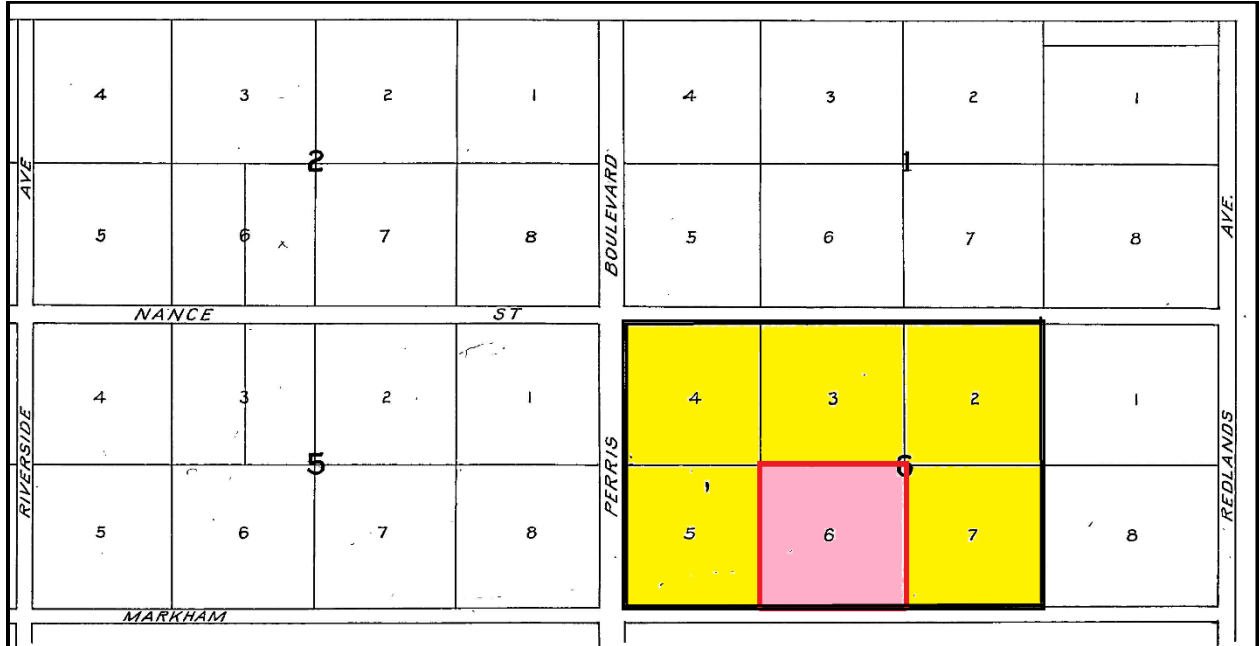 4 3 2 1 4 3 2 1
2 1
AVE BOULEVARD AVE.
5 6 7 8 5 6 7 8
NANCE ST
4 3 2 1 4 3 2 1
5 6
RIVERSIDE PERRIS REDLANDS
5 6 7 8 5 6 7 8
MARKHAM